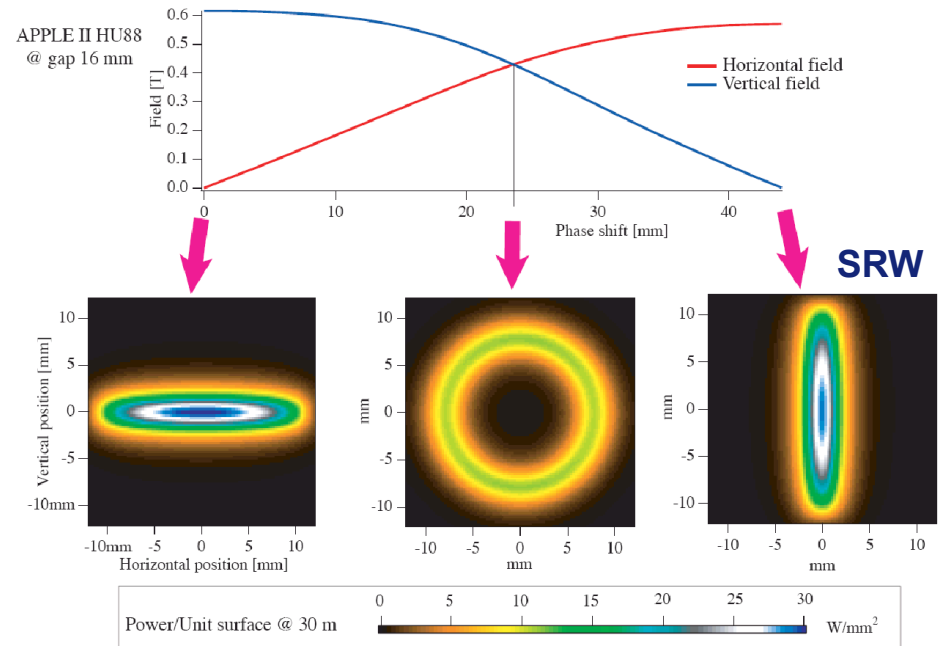 APPLE II HU88
@ gap 16 mm
Field [T]
0.6
0.5
0.4
0.3
0.2
0.1
0.0
Horizontal field
Vertical field
0 10 20 30 40
Phase shift [mm]
SRW
Vertical position [mm]
10
5
0
-5
-10mm
-10mm -5 0 5 10
Horizontal position [mm]
mm
10
5
0
-5
-10
-10 -5 0 5 10
mm
mm
10
5
0
-5
-10
-10 -5 0 5 10
mm
0 5 10 15 20 25 30
Power/Unit surface @ 30 m W/mm²